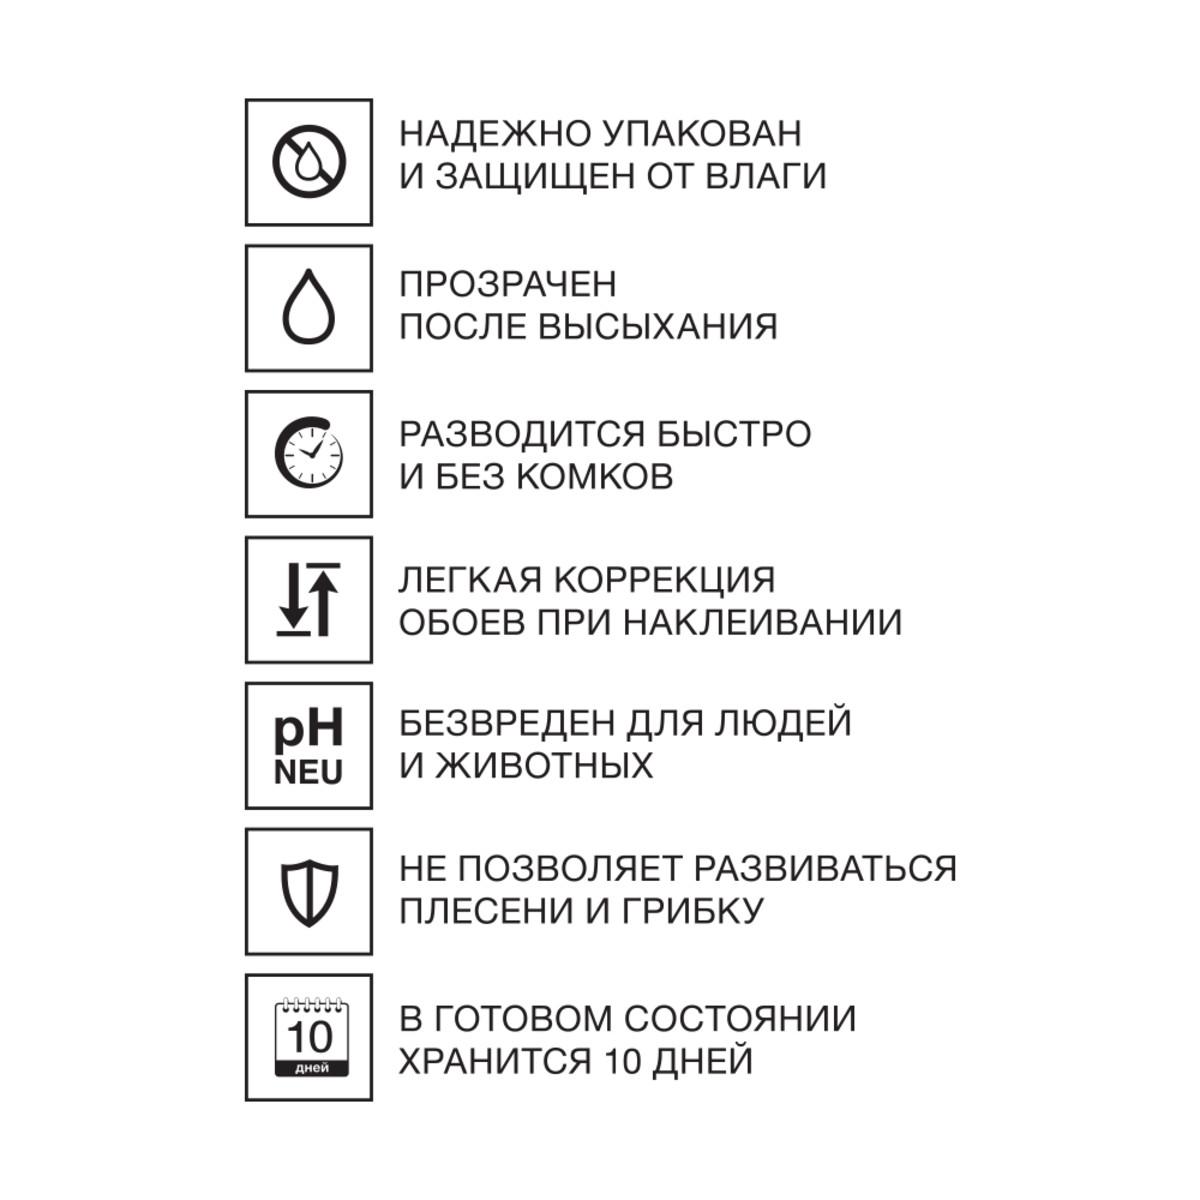 НАДЕЖНО УПАКОВАН
И ЗАЩИЩЕН ОТ ВЛАГИ
ПРОЗРАЧЕН
ПОСЛЕ ВЫСЫХАНИЯ
РАЗВОДИТСЯ БЫСТРО
И БЕЗ КОМКОВ
ЛЕГКАЯ КОРРЕКЦИЯ
ОБОЕВ ПРИ НАКЛЕИВАНИИ
pH
NEU
БЕЗВРЕДЕН ДЛЯ ЛЮДЕЙ
И ЖИВОТНЫХ
НЕ ПОЗВОЛЯЕТ РАЗВИВАТЬСЯ
ПЛЕСЕНИ И ГРИБКУ
10
дней
В ГОТОВОМ СОСТОЯНИИ
ХРАНИТСЯ 10 ДНЕЙ